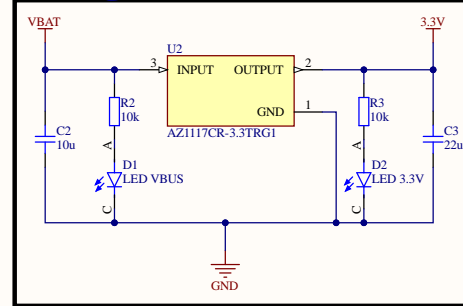 VBAT
3.3V
U2
3
INPUT
OUTPUT
2
GND
1
AZ1117CR-3.3TRG1
C2
10u
R2
10k
R3
10k
C3
22u
A
D1
LED VBUS
C
A
D2
LED 3.3V
C
GND